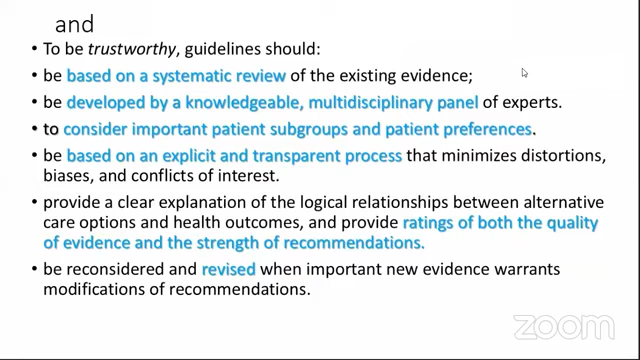 and
• To be trustworthy, guidelines should:
• be based on a systematic review of the existing evidence;
• be developed by a knowledgeable, multidisciplinary panel of experts.
• to consider important patient subgroups and patient preferences.
• be based on an explicit and transparent process that minimizes distortions,
biases, and conflicts of interest.
• provide a clear explanation of the logical relationships between alternative
care options and health outcomes, and provide ratings of both the quality
of evidence and the strength of recommendations.
• be reconsidered and revised when important new evidence warrants
modifications of recommendations.
zoom